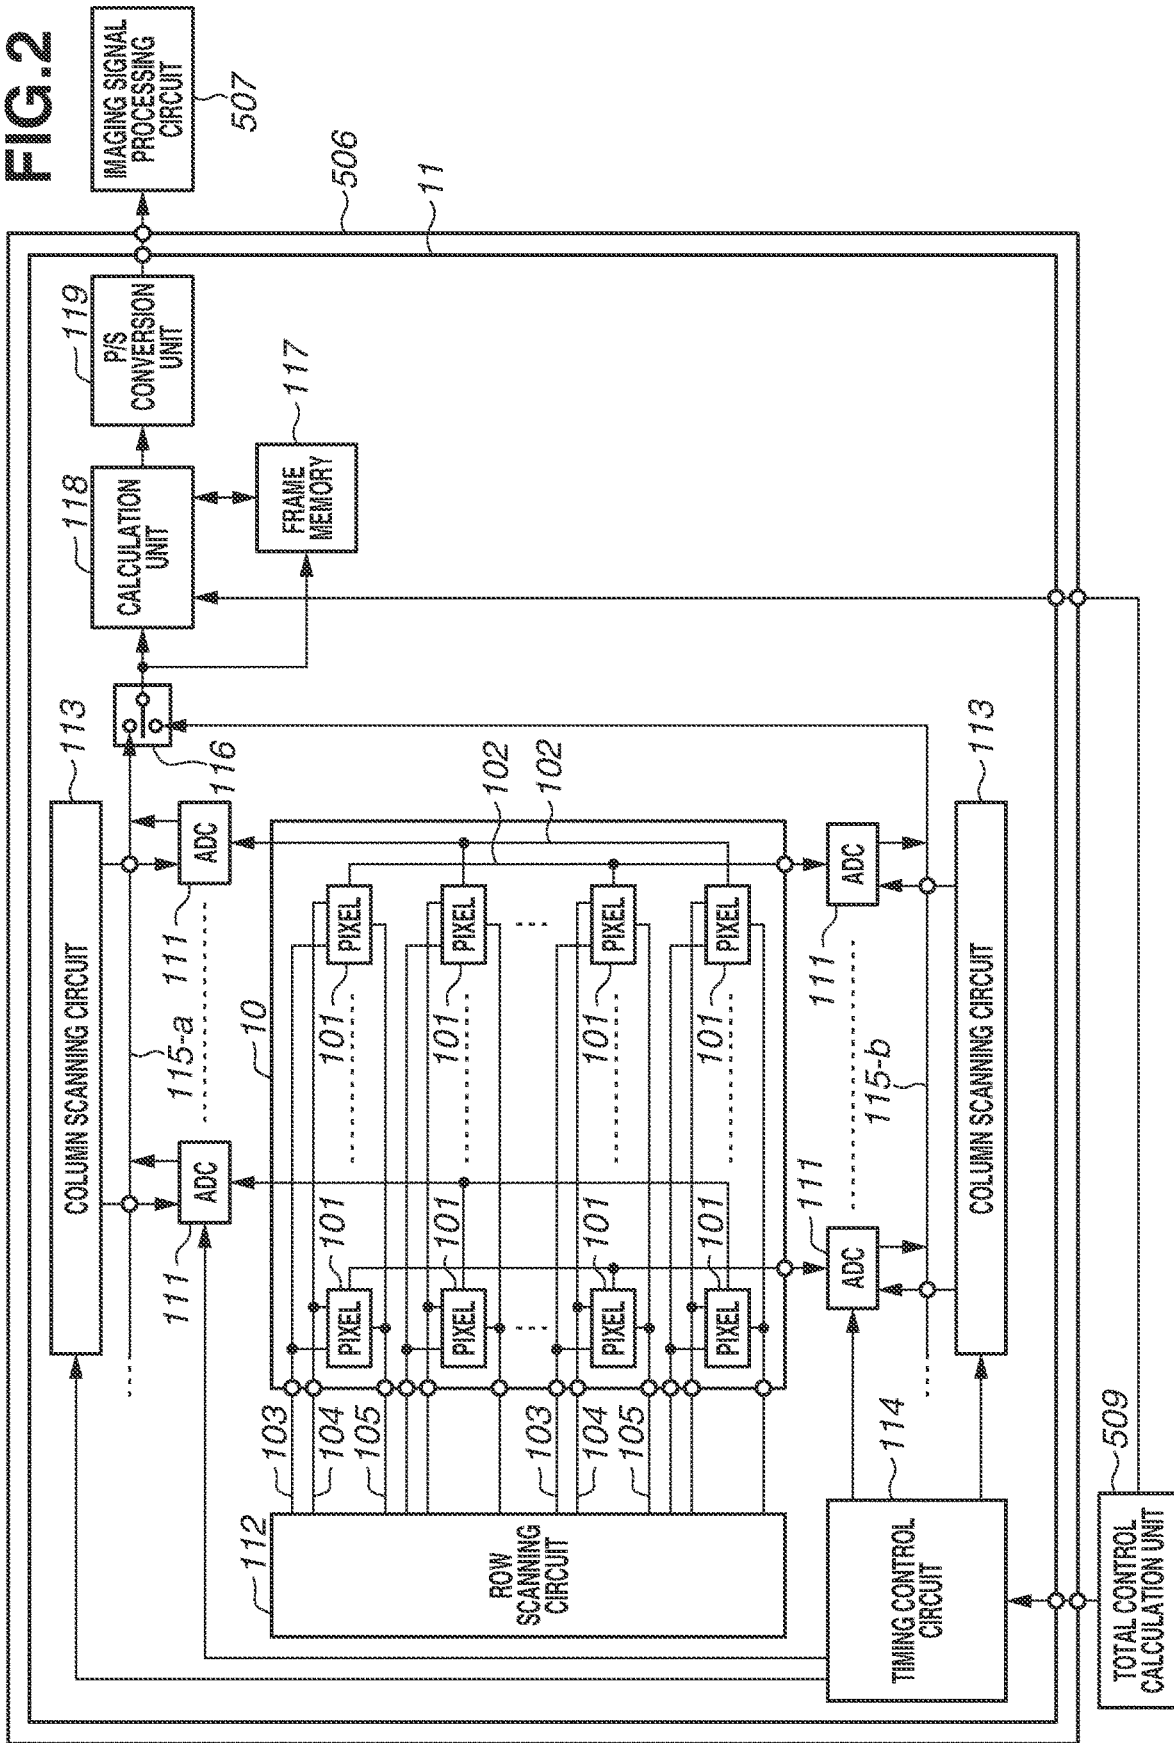 FIG.2
IMAGING SIGNAL
PROCESSING
CIRCUIT
507
506
11
119
P/S
CONVERSION
UNIT
118
CALCULATION
UNIT
117
FRAME
MEMORY
113
COLUMN SCANNING CIRCUIT
116
115-a
111
ADC
111
ADC
10
102
102
101
PIXEL
101
PIXEL
101
PIXEL
101
PIXEL
101
PIXEL
101
PIXEL
101
PIXEL
101
PIXEL
103
104
105
103
104
105
112
ROW
SCANNING
CIRCUIT
111
ADC
111
ADC
115-b
113
COLUMN SCANNING CIRCUIT
114
TIMING CONTROL
CIRCUIT
509
TOTAL CONTROL
CALCULATION UNIT